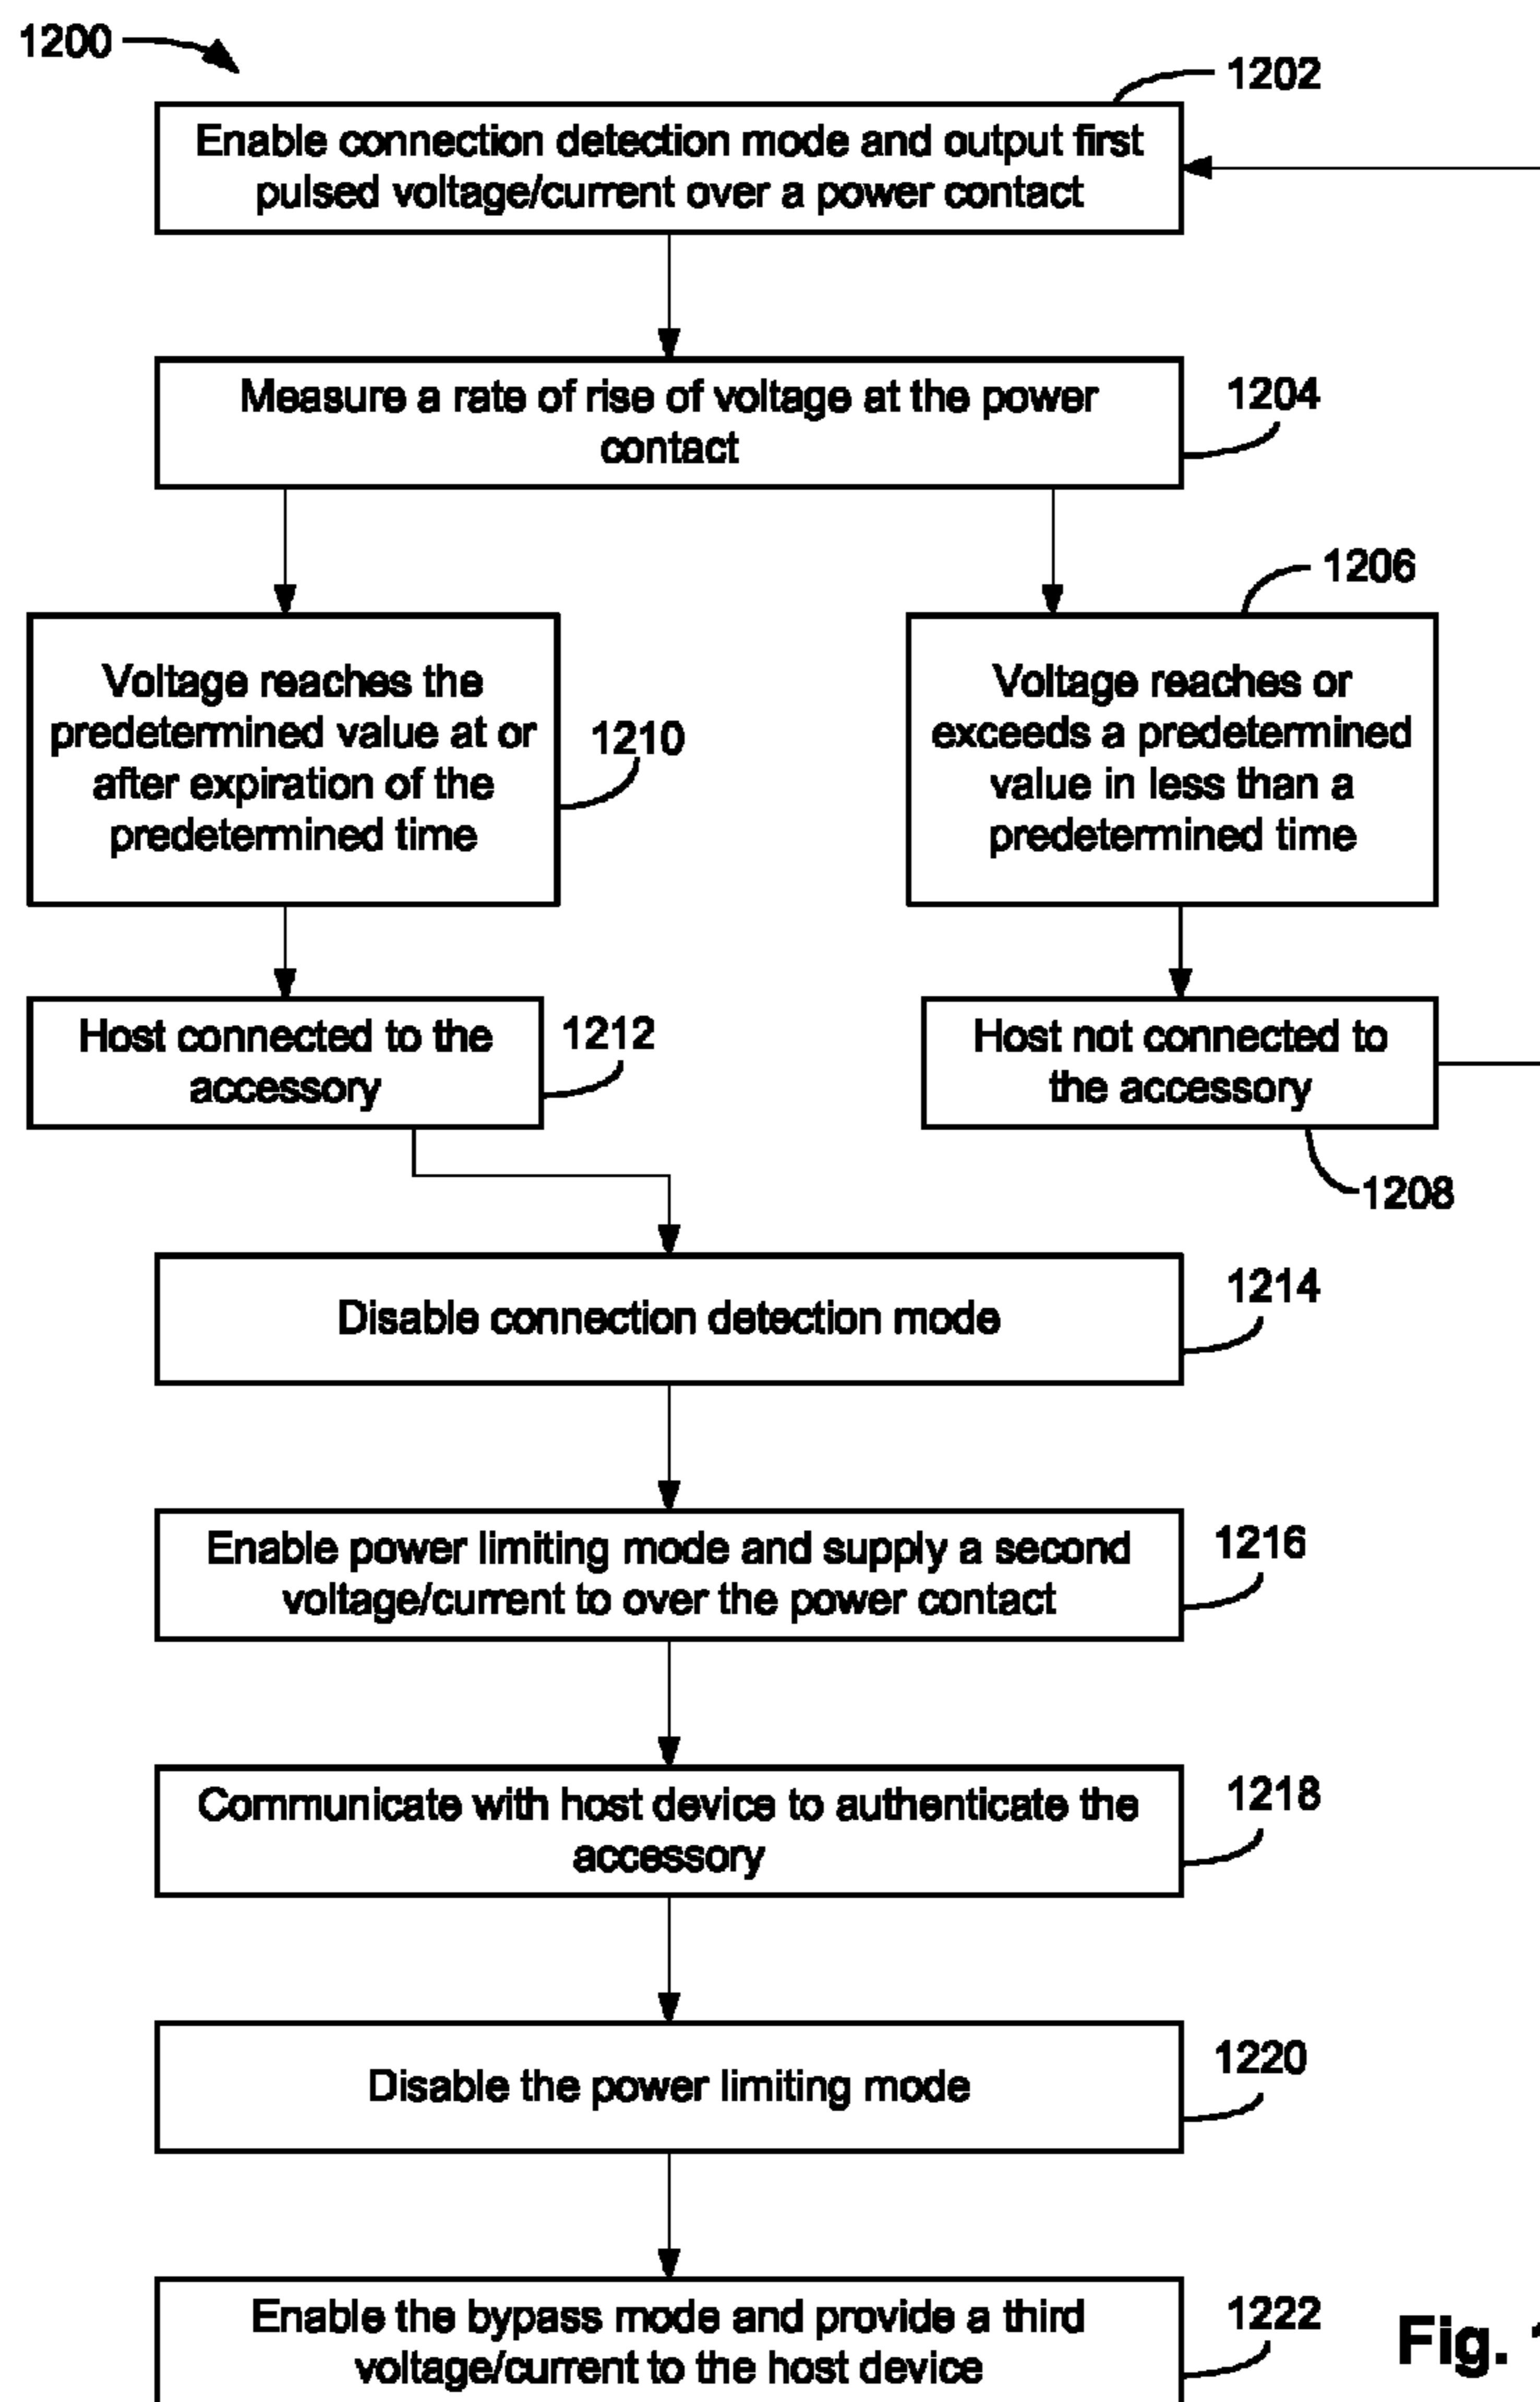 1200
1202
Enable connection detection mode and output first
pulsed voltage/current over a power contact
Measure a rate of rise of voltage at the power
contact
1204
1206
Voltage reaches the
predetermined value at or
after expiration of the
predetermined time
1210
Voltage reaches or
exceeds a predetermined
value in less than a
predetermined time
Host connected to the
accessory
1212
Host not connected to
the accessory
1208
Disable connection detection mode
1214
Enable power limiting mode and supply a second
voltage/current to over the power contact
1216
Communicate with host device to authenticate the
accessory
1218
Disable the power limiting mode
1220
Enable the bypass mode and provide a third
voltage/current to the host device
1222
Fig.